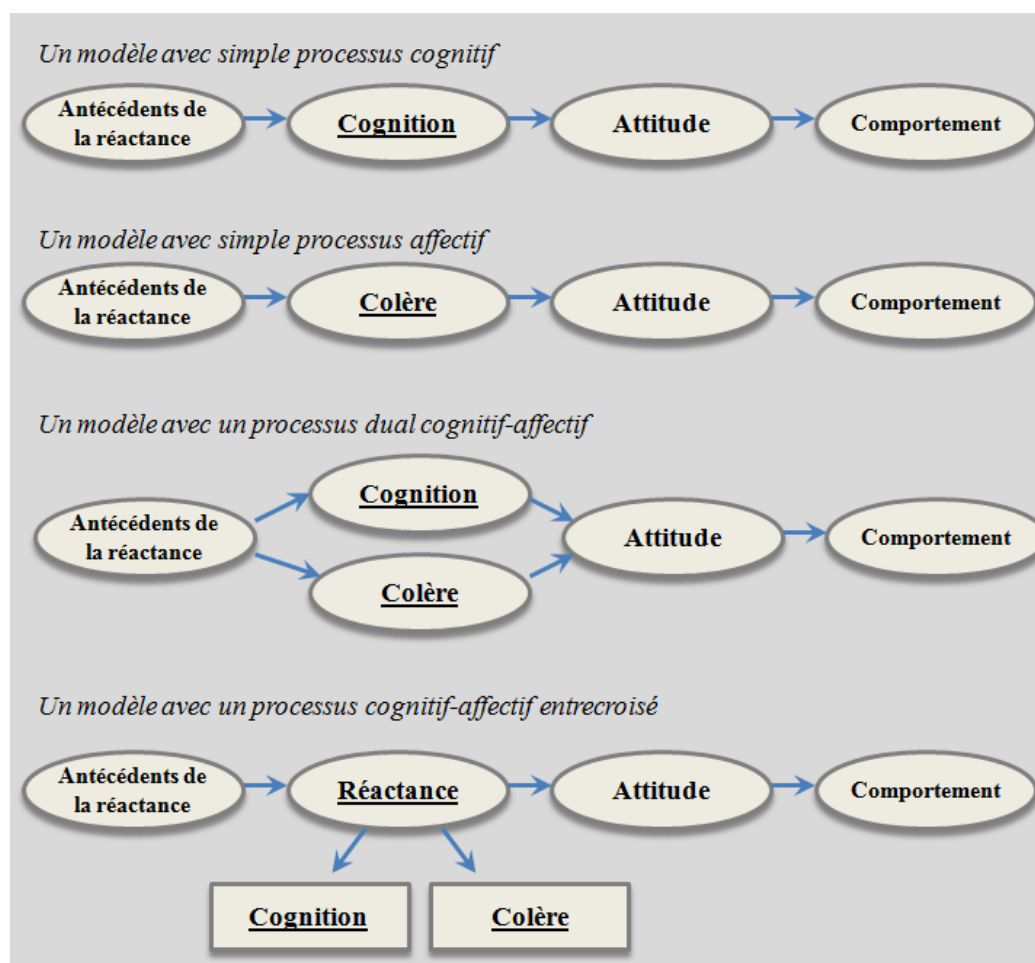 Un modèle avec simple processus cognitif
Antécédents de
la réactance
Cognition
Attitude
Comportement
Un modèle avec simple processus affectif
Antécédents de
la réactance
Colère
Attitude
Comportement
Un modèle avec un processus dual cognitif-affectif
Antécédents de
la réactance
Cognition
Colère
Attitude
Comportement
Un modèle avec un processus cognitif-affectif entrecroisé
Antécédents de
la réactance
Réactance
Attitude
Comportement
Cognition
Colère